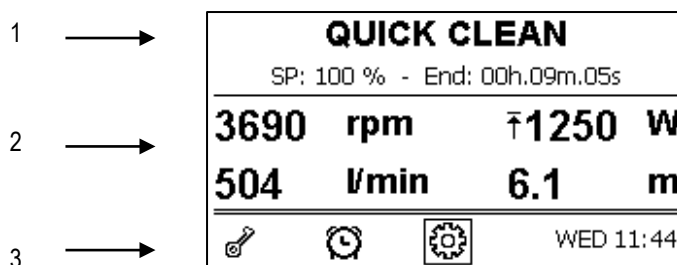 1 QUICK CLEAN
SP: 100 % - End: 00h.09m.05s
3690 rpm 1250 W
2
504 l/min 6.1 m
3 WED 11:44